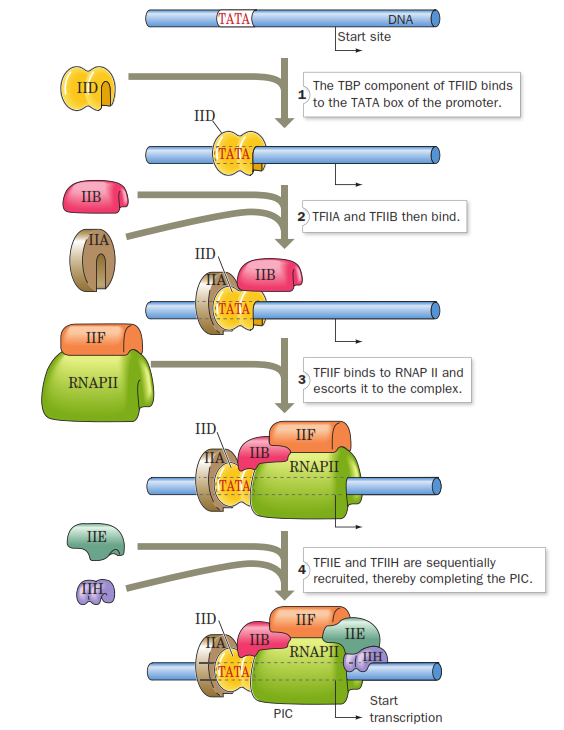 TATA
DNA
Start site
IID
1 The TBP component of TFIID binds
to the TATA box of the promoter.
IID
TATA
IIB
2 TFIIA and TFIIB then bind.
IIA
IID
IIA
IIB
TATA
IIF
RNAPII
3 TFIIF binds to RNAP II and
escorts it to the complex.
IID
IIF
IIA
IIB
RNAPII
TATA
IIE
4 TFIIE and TFIIH are sequentially
recruited, thereby completing the PIC.
IIH
IID
IIF
IIA
IIB
IIE
RNAPII
IIH
TATA
PIC
Start
transcription